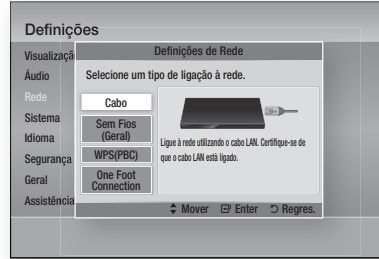 Definições
Definições de Rede
Visualizaçã
Áudio
Rede
Sistema
Idioma
Segurança
Geral
Assistência
Selecione um tipo de ligação à rede.
Cabo
Sem Fios
(Geral)
WPS(PBC)
One Foot
Connection
Ligue à rede utilizando o cabo LAN. Certifique-se de
que o cabo LAN está ligado.
Mover Enter Regres.